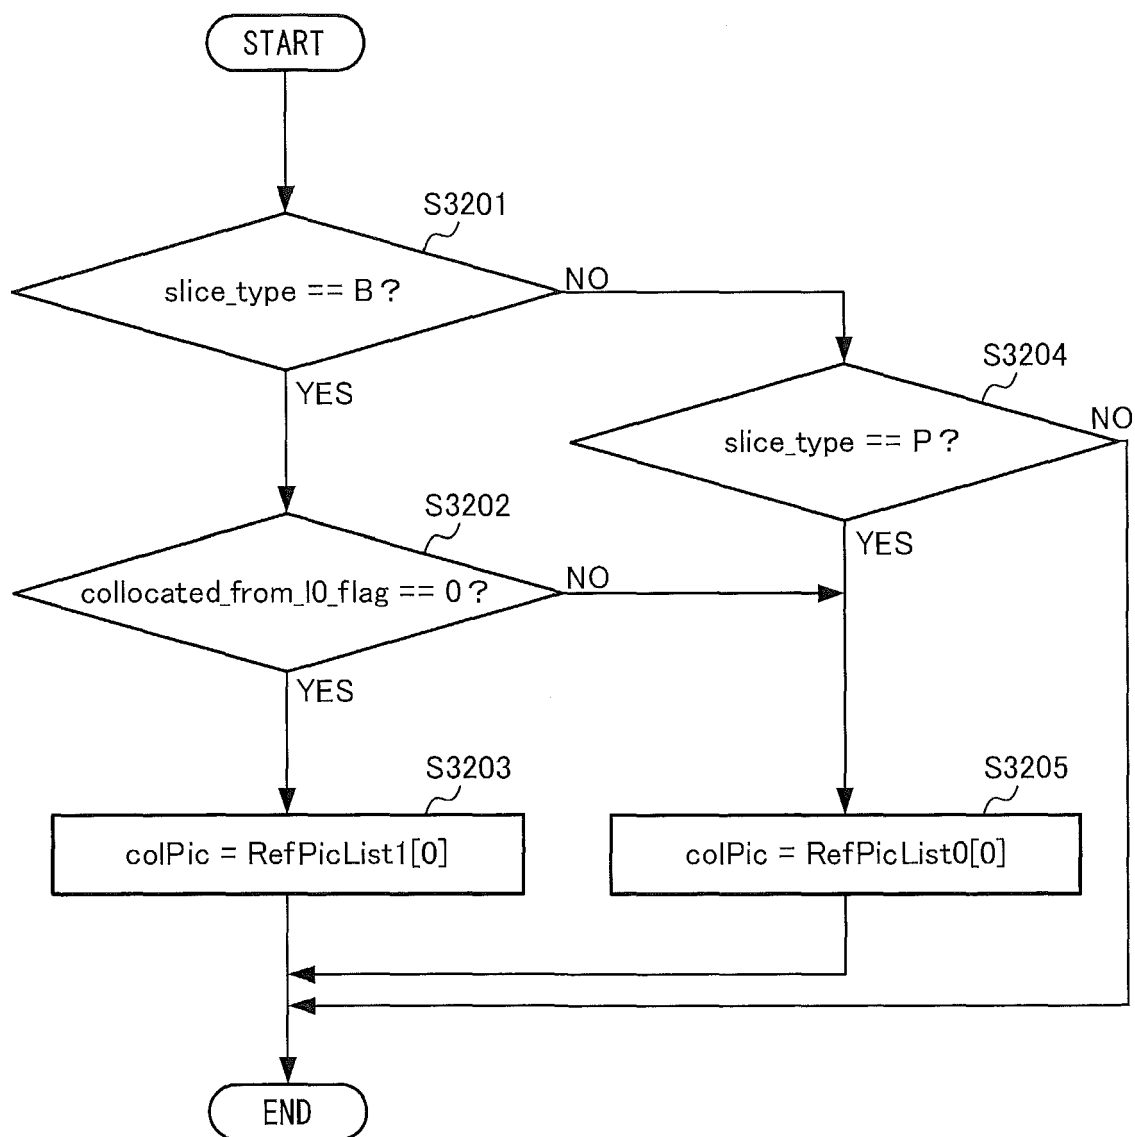 START
S3201
slice_type == B ?
NO
YES
S3204
slice_type == P ?
NO
YES
S3202
collocated_from_l0_flag == 0 ?
NO
YES
S3203
colPic = RefPicList1[0]
S3205
colPic = RefPicList0[0]
END